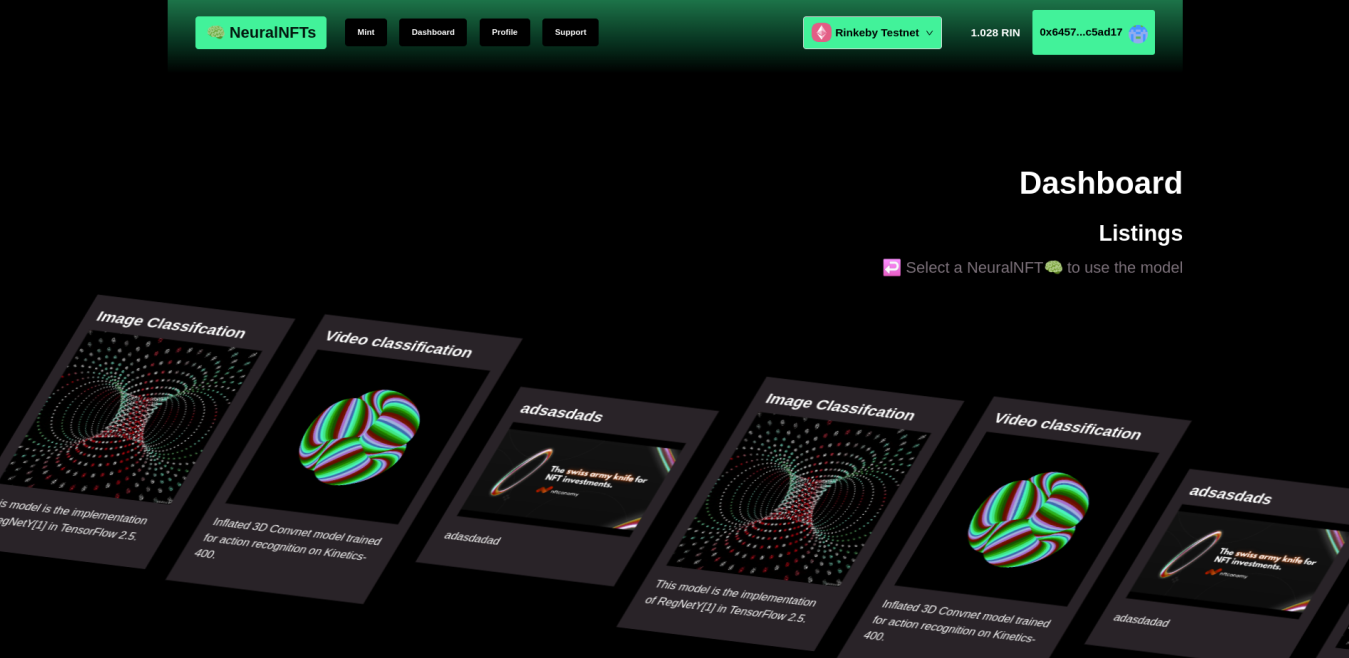 🧠 NeuralNFTs
Mint
Dashboard
Profile
Support
Rinkeby Testnet
1.028 RIN
0x6457...c5ad17
Dashboard
Listings
↩️ Select a NeuralNFT🧠 to use the model
Image Classifcation
model is the implementation
RegNetY[1] in TensorFlow 2.5.
Video classification
Inflated 3D Convnet model trained
for action recognition on Kinetics-
400.
adsasdads
The swiss army knife for
NFT investments.
nftconomy
adasdadad
Image Classifcation
This model is the implementation
of RegNetY[1] in TensorFlow 2.5.
Video classification
Inflated 3D Convnet model trained
for action recognition on Kinetics-
400.
adsasdads
The swiss army knife for
NFT investments.
nftconomy
adasdadad